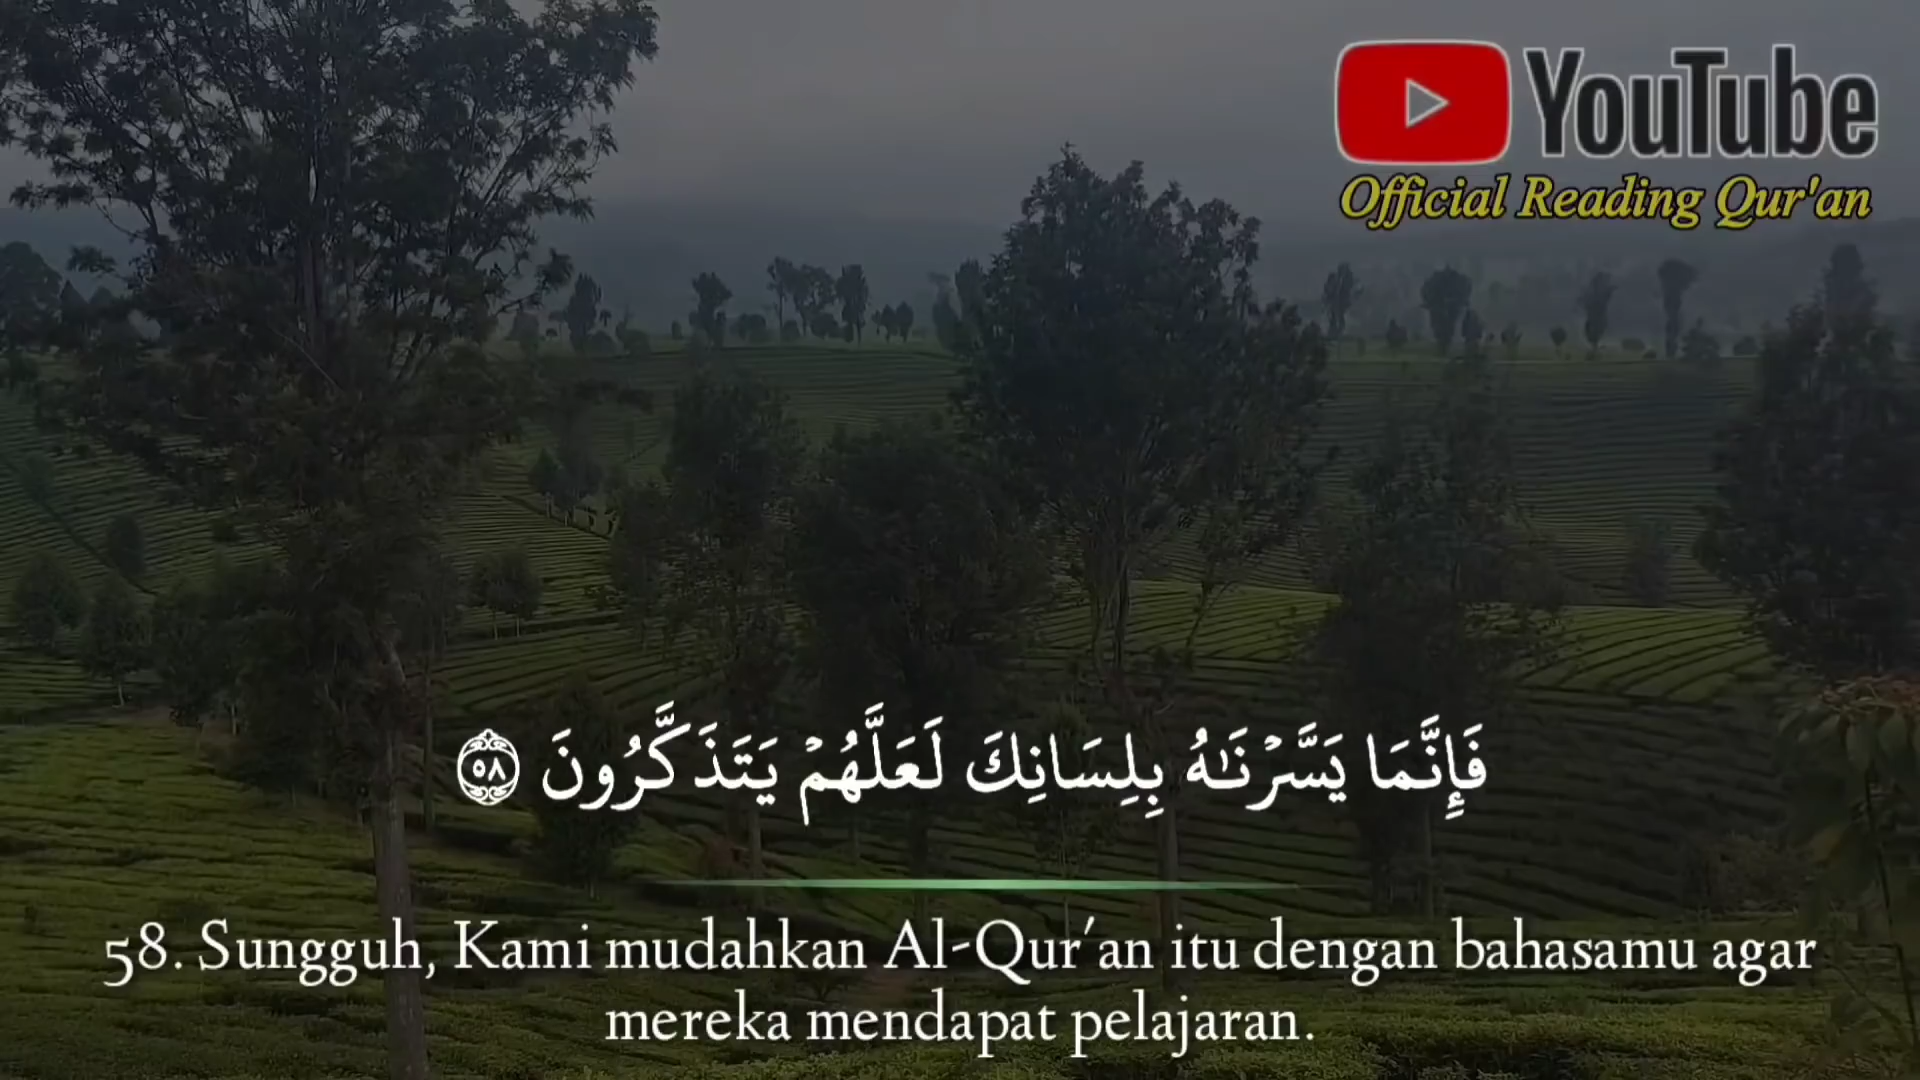 YouTube
Official Reading Qur'an
فَإِنَّمَا يَسَّرْنَٰهُ بِلِسَانِكَ لَعَلَّهُمْ يَتَذَكَّرُونَ ۝٥٨
58. Sungguh, Kami mudahkan Al-Qur'an itu dengan bahasamu agar
mereka mendapat pelajaran.